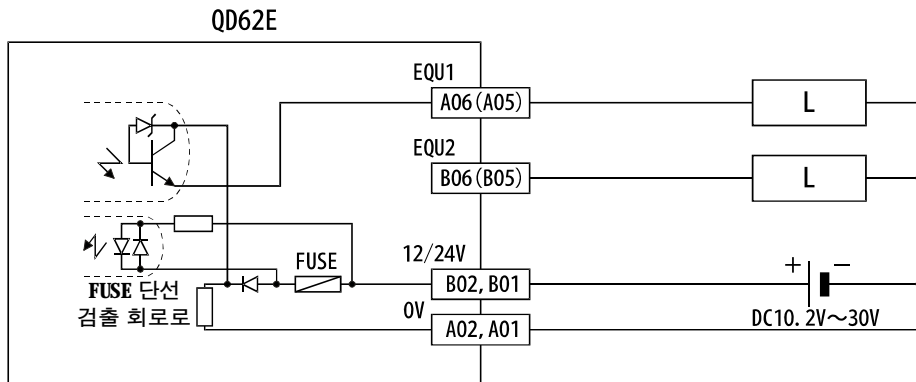 QD62E
EQU1
A06(A05)
L
EQU2
B06(B05)
L
12/24V
FUSE
B02, B01
+ −
FUSE 단선
검출 회로로
0V
A02, A01
DC10. 2V～30V